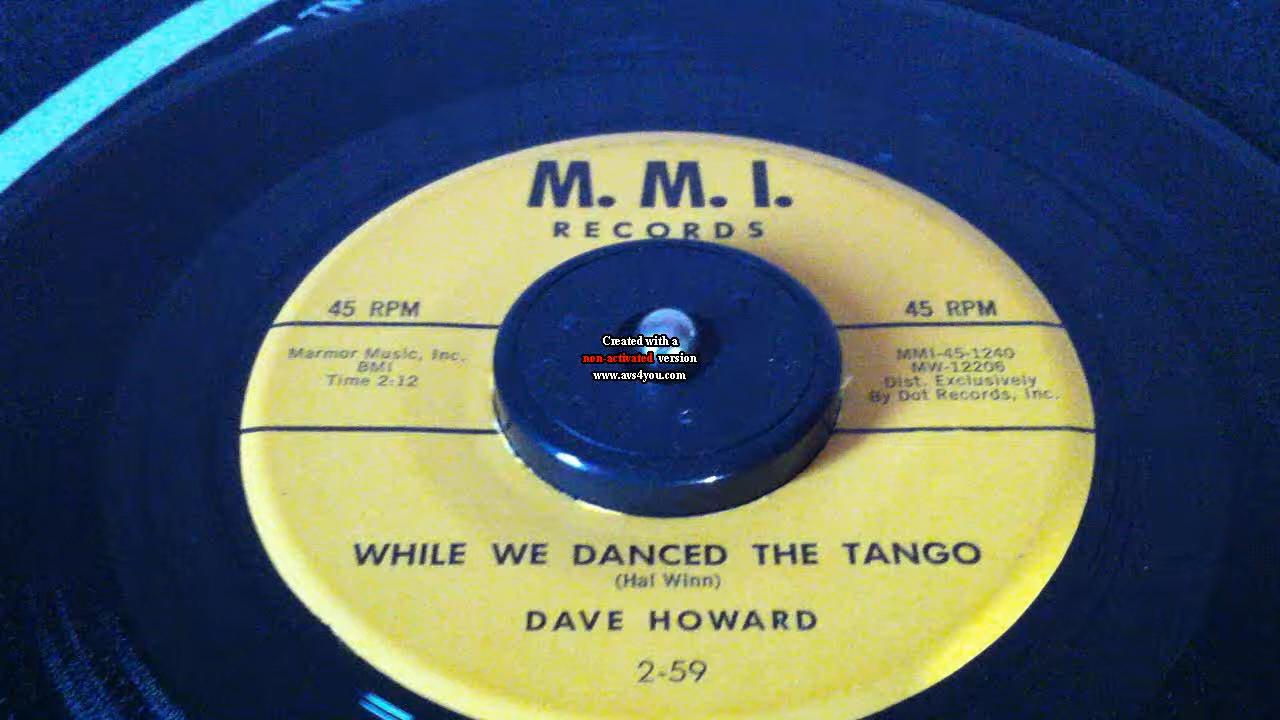 M. M. I.
RECORDS
45 RPM
45 RPM
Marmor Music, Inc.
BMI
Time 2:12
MMI-45-1240
MW-12206
Dist. Exclusively
By Dot Records, Inc.
Created with a
non-activated version
www.avs4you.com
WHILE WE DANCED THE TANGO
(Hal Winn)
DAVE HOWARD
2-59